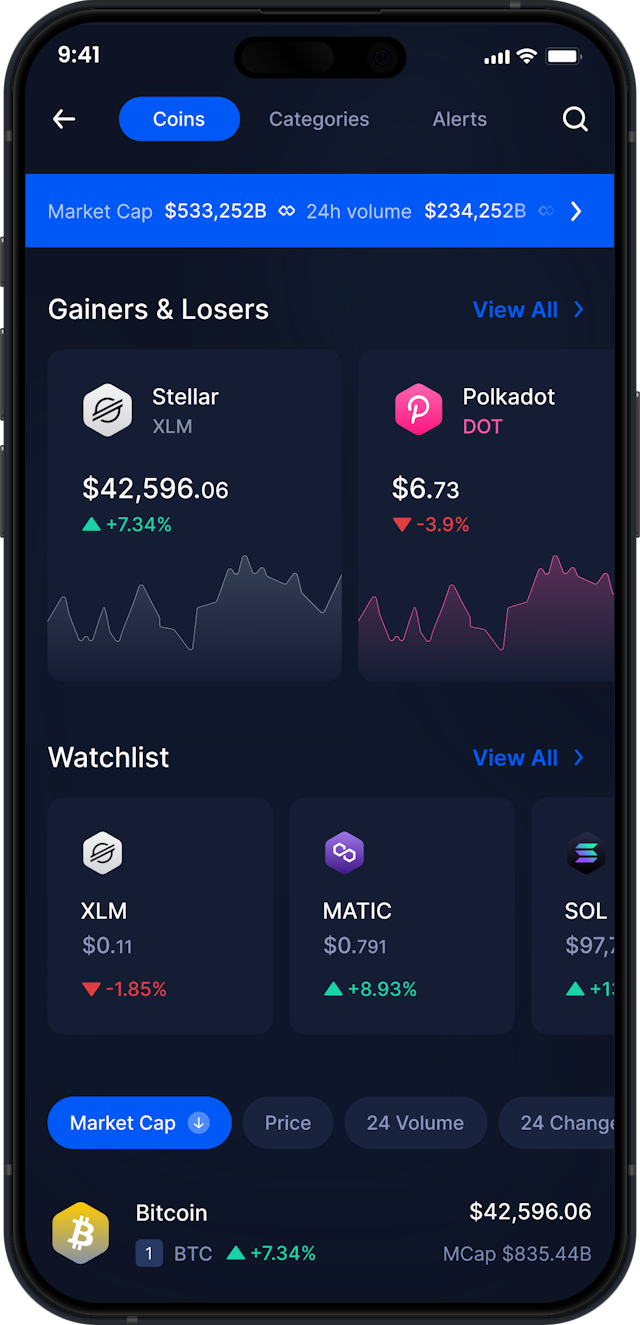 9:41
Coins Categories Alerts
Market Cap $533,252B 24h volume $234,252B
Gainers & Losers View All
Stellar
XLM
$42,596.06
+7.34%
Polkadot
DOT
$6.73
-3.9%
Watchlist View All
XLM
$0.11
-1.85%
MATIC
$0.791
+8.93%
SOL
$97,7
+13
Market Cap Price 24 Volume 24 Change
Bitcoin $42,596.06
1 BTC +7.34% MCap $835.44B